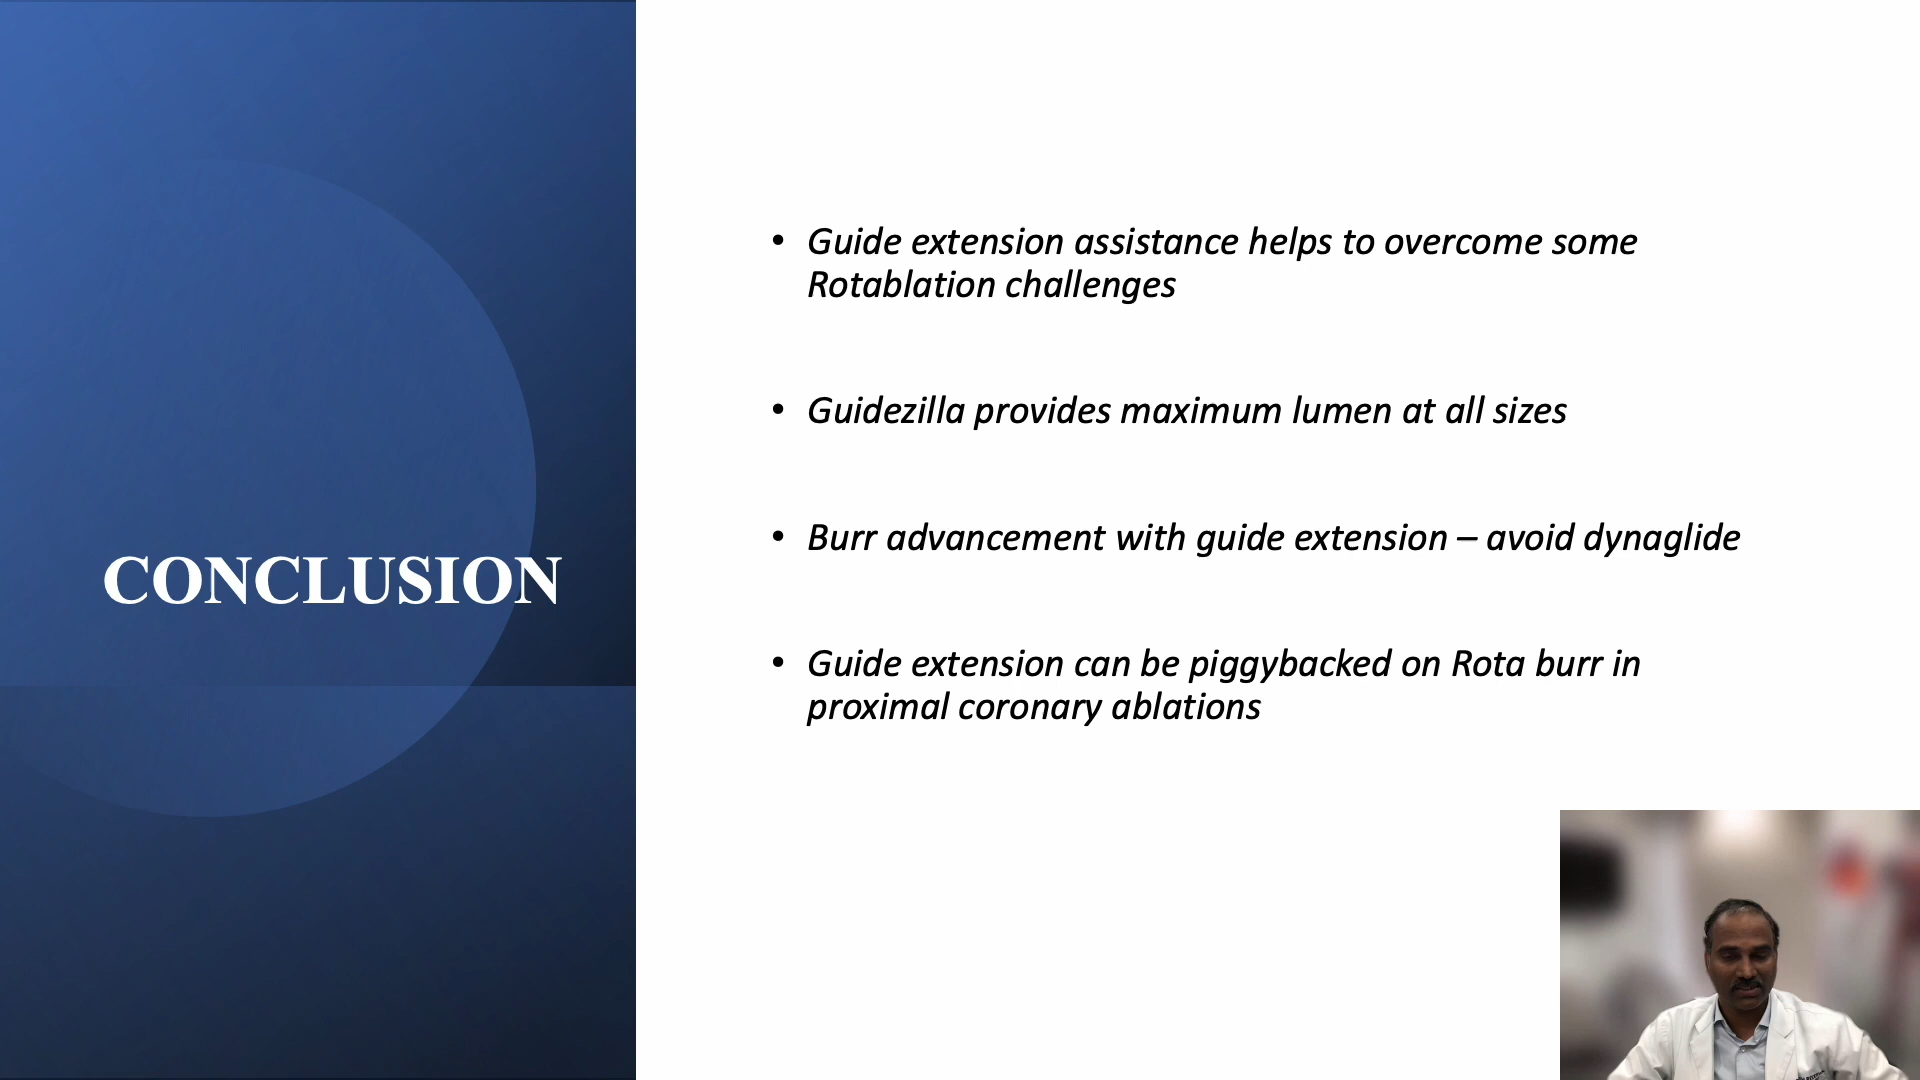 CONCLUSION
• Guide extension assistance helps to overcome some
Rotablation challenges
• Guidezilla provides maximum lumen at all sizes
• Burr advancement with guide extension – avoid dynaglide
• Guide extension can be piggybacked on Rota burr in
proximal coronary ablations